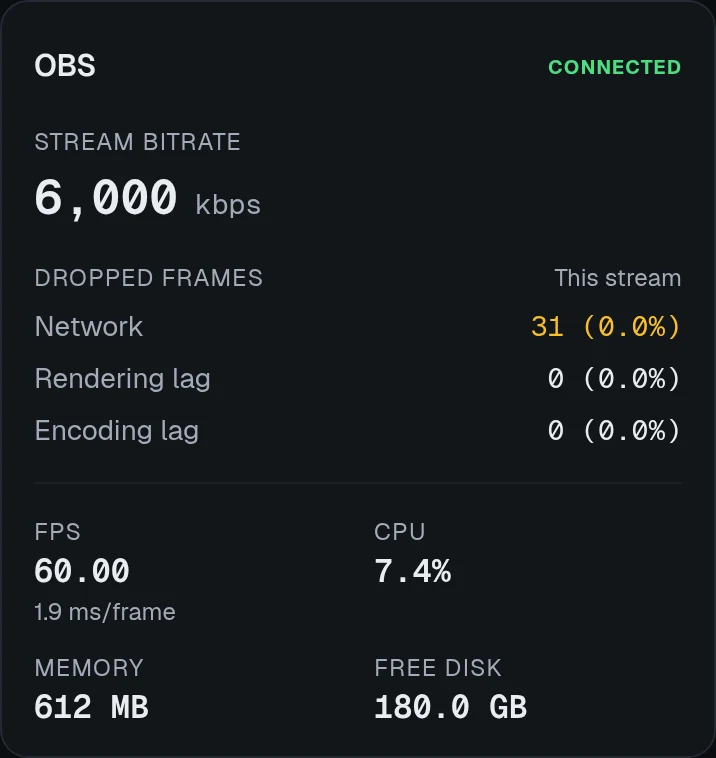 OBS CONNECTED
STREAM BITRATE
6,000 kbps
DROPPED FRAMES This stream
Network 31 (0.0%)
Rendering lag 0 (0.0%)
Encoding lag 0 (0.0%)
FPS CPU
60.00 7.4%
1.9 ms/frame
MEMORY FREE DISK
612 MB 180.0 GB